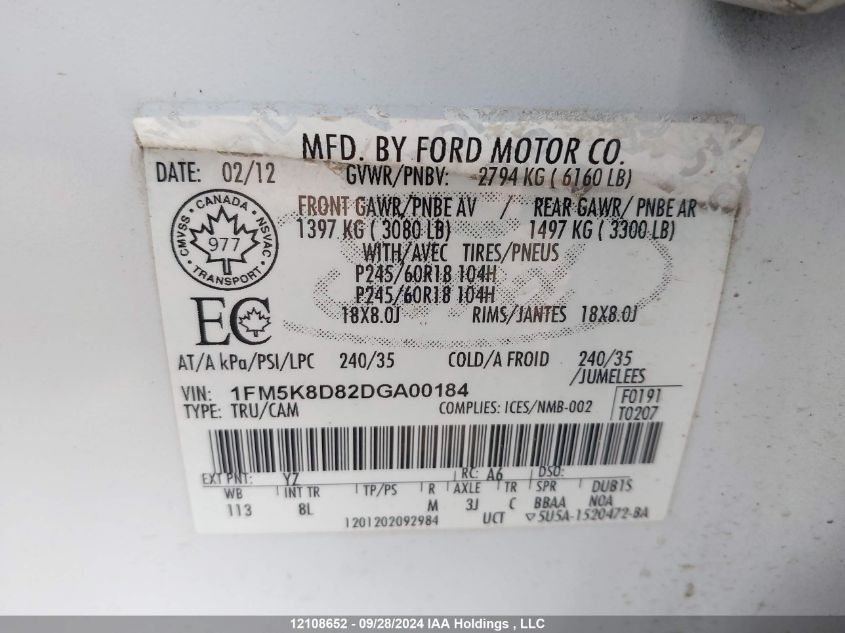 MFD. BY FORD MOTOR CO.
DATE: 02/12 GVWR/PNBV: 2794 KG ( 6160 LB)
FRONT GAWR/PNBE AV / REAR GAWR/ PNBE AR
1397 KG ( 3080 LB) 1497 KG ( 3300 LB)
WITH/AVEC TIRES/PNEUS
P245/60R18 104H
P245/60R18 104H
18X8.0J RIMS/JANTES 18X8.0J
CANADA
CMVSS NSVAC
977
TRANSPORT
EC
AT/A kPa/PSI/LPC 240/35 COLD/A FROID 240/35
/JUMELEES
VIN: 1FM5K8D82DGA00184
TYPE: TRU/CAM COMPLIES: ICES/NMB-002
F0191
T0207
EXT PNT: YZ RC: A6 DSO:
WB INT TR TP/PS R AXLE TR SPR DUB1S
113 8L M 3J C BBAA NOA
1201202092984 UCT ▽5U5A-1520472-BA
12108652 - 09/28/2024 IAA Holdings , LLC